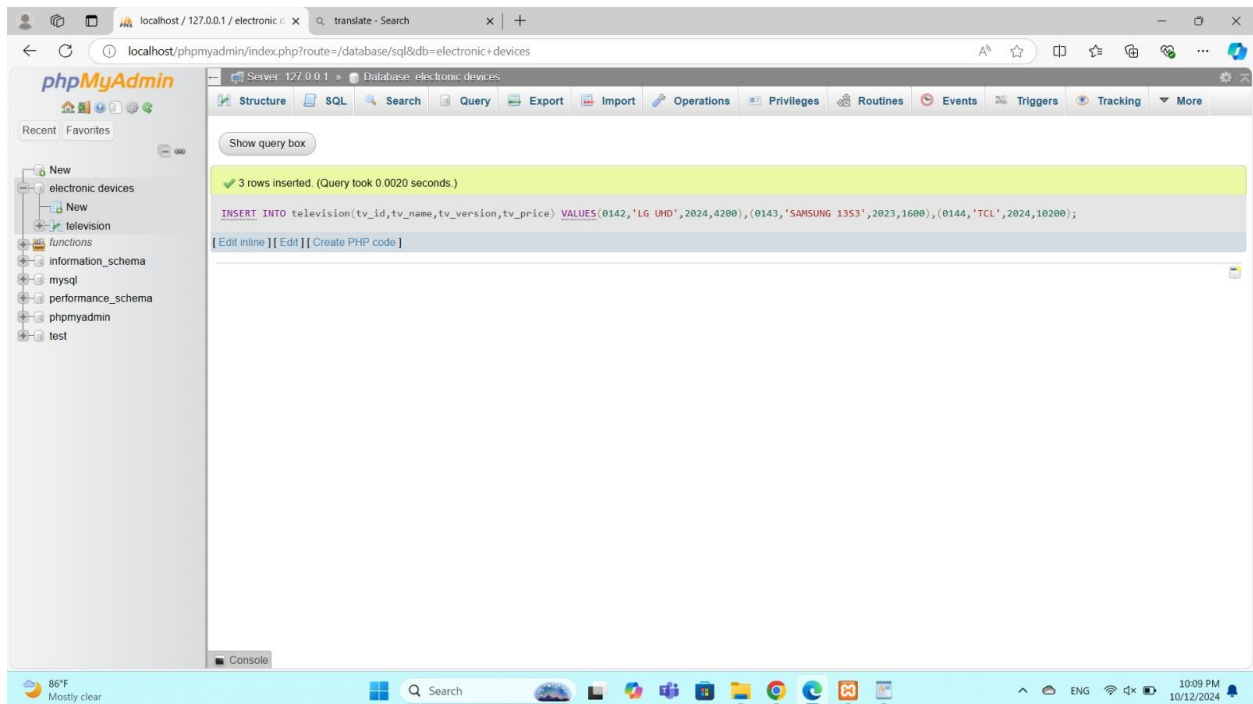 localhost / 127.0.0.1 / electronic d
translate - Search
localhost/phpmyadmin/index.php?route=/database/sql&db=electronic+devices
phpMyAdmin
Recent Favorites
New
electronic devices
New
television
functions
information_schema
mysql
performance_schema
phpmyadmin
test
Server: 127.0.0.1 » Database: electronic devices
Structure SQL Search Query Export Import Operations Privileges Routines Events Triggers Tracking More
Show query box
3 rows inserted. (Query took 0.0020 seconds.)
INSERT INTO television(tv_id,tv_name,tv_version,tv_price) VALUES(0142,'LG UHD',2024,4200),(0143,'SAMSUNG 13S3',2023,1600),(0144,'TCL',2024,10200);
[ Edit inline ] [ Edit ] [ Create PHP code ]
Console
86°F
Mostly clear
Search
ENG
10:09 PM
10/12/2024